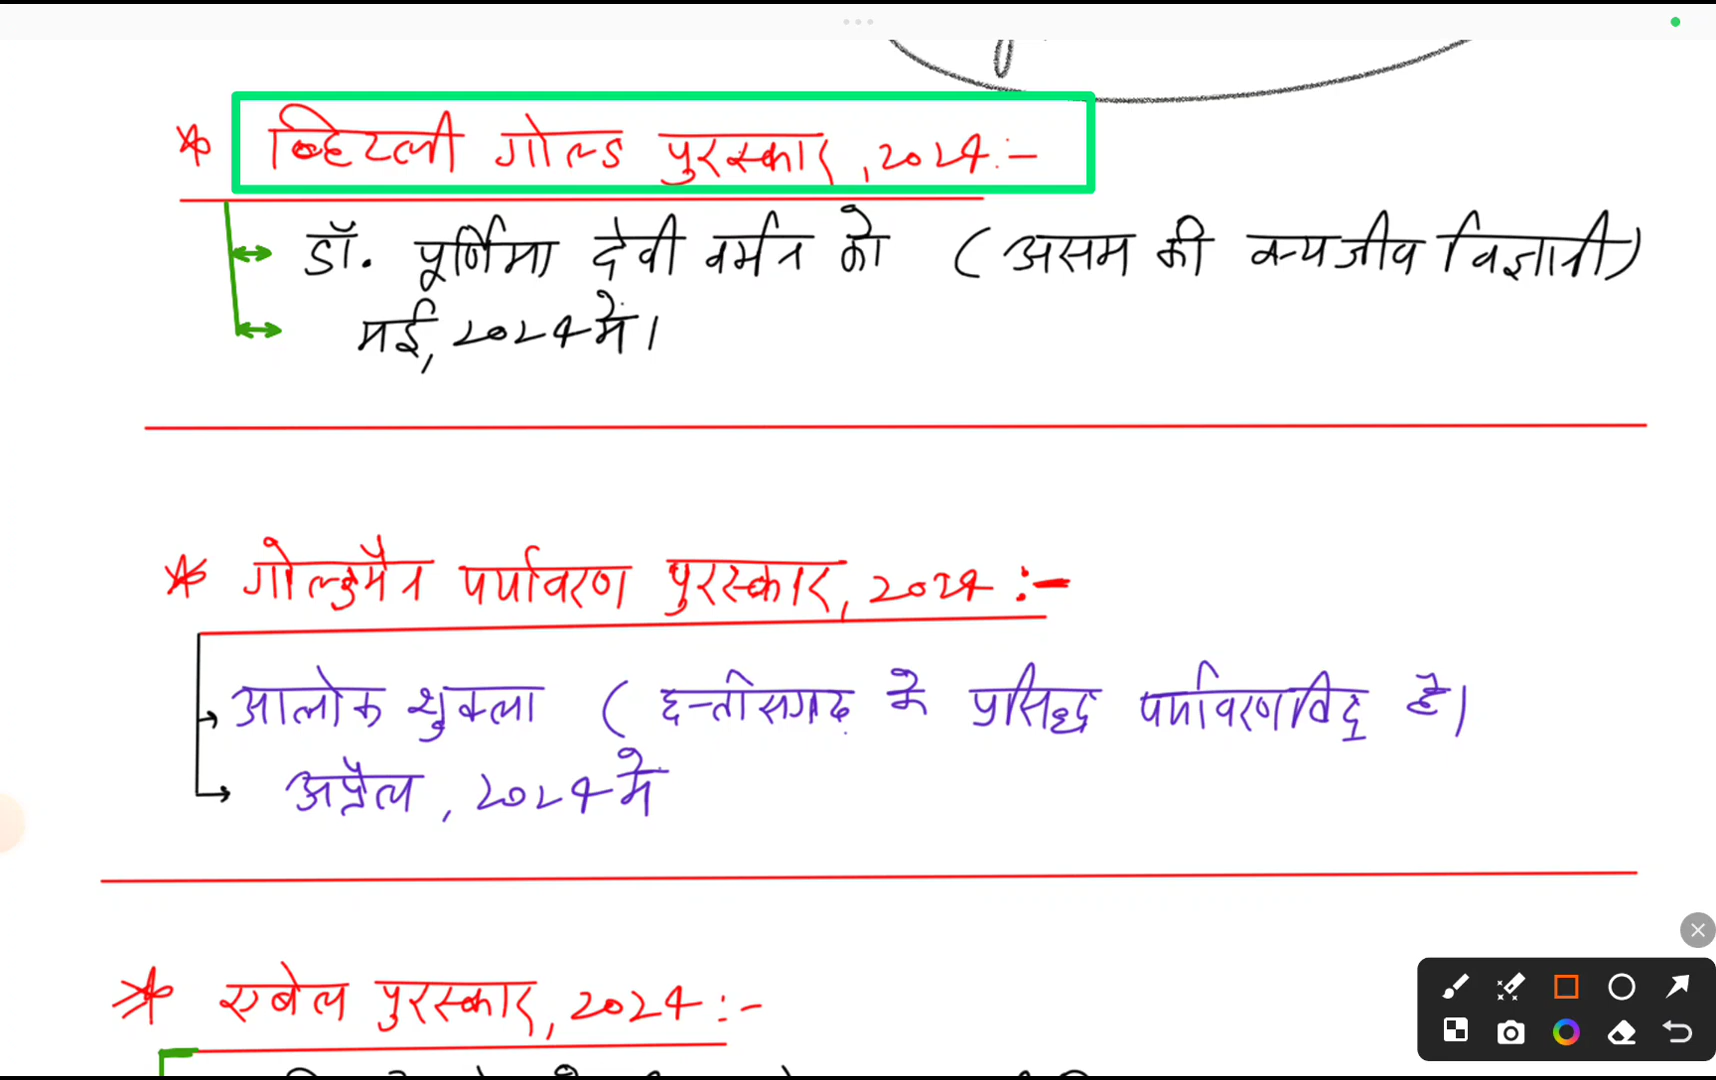 * व्हिटली गोल्ड पुरस्कार, 2024:-
डॉ. पूर्णिमा देवी बर्मन को (असम की वन्यजीव विज्ञानी)
मई, 2024 में।
* गोल्डमैन पर्यावरण पुरस्कार, 2024:-
आलोक शुक्ला (छत्तीसगढ के प्रसिद्ध पर्यावरणविद् है।
अप्रैल, 2024 में
* एबेल पुरस्कार, 2024:-